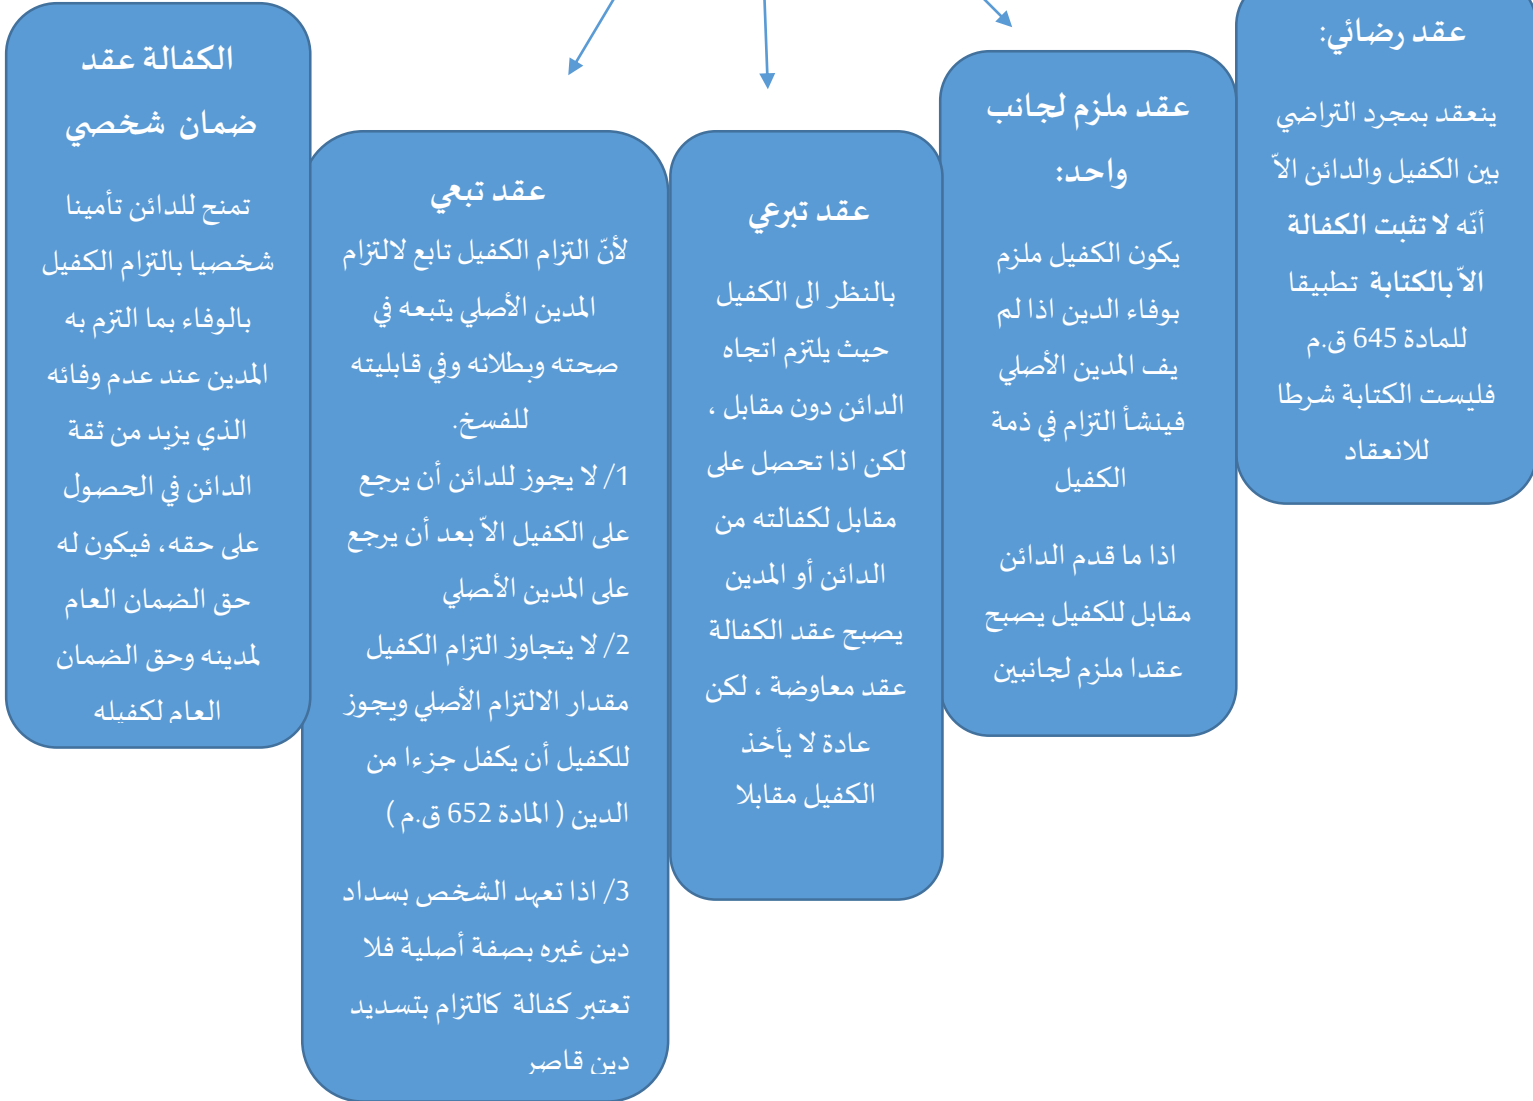 عقد رضائي:
ينعقد بمجرد التراضي
بين الكفيل والدائن الاّ
أنّه لا تثبت الكفالة
الاّ بالكتابة تطبيقا
للمادة 645 ق.م
فليست الكتابة شرطا
للانعقاد
عقد ملزم لجانب
واحد:
يكون الكفيل ملزم
بوفاء الدين اذا لم
يف المدين الأصلي
فينشأ التزام في ذمة
الكفيل
اذا ما قدم الدائن
مقابل للكفيل يصبح
عقدا ملزم لجانبين
عقد تبرعي
بالنظر الى الكفيل
حيث يلتزم اتجاه
الدائن دون مقابل ،
لكن اذا تحصل على
مقابل لكفالته من
الدائن أو المدين
يصبح عقد الكفالة
عقد معاوضة ، لكن
عادة لا يأخذ
الكفيل مقابلا
عقد تبعي
لأنّ التزام الكفيل تابع لالتزام
المدين الأصلي يتبعه في
صحته وبطلانه وفي قابليته
للفسخ.
1/ لا يجوز للدائن أن يرجع
على الكفيل الاّ بعد أن يرجع
على المدين الأصلي
2/ لا يتجاوز التزام الكفيل
مقدار الالتزام الأصلي ويجوز
للكفيل أن يكفل جزءا من
الدين ( المادة 652 ق.م )
3/ اذا تعهد الشخص بسداد
دين غيره بصفة أصلية فلا
تعتبر كفالة كالتزام بتسديد
دين قاصر
الكفالة عقد
ضمان شخصي
تمنح للدائن تأمينا
شخصيا بالتزام الكفيل
بالوفاء بما التزم به
المدين عند عدم وفائه
الذي يزيد من ثقة
الدائن في الحصول
على حقه، فيكون له
حق الضمان العام
لمدينه وحق الضمان
العام لكفيله